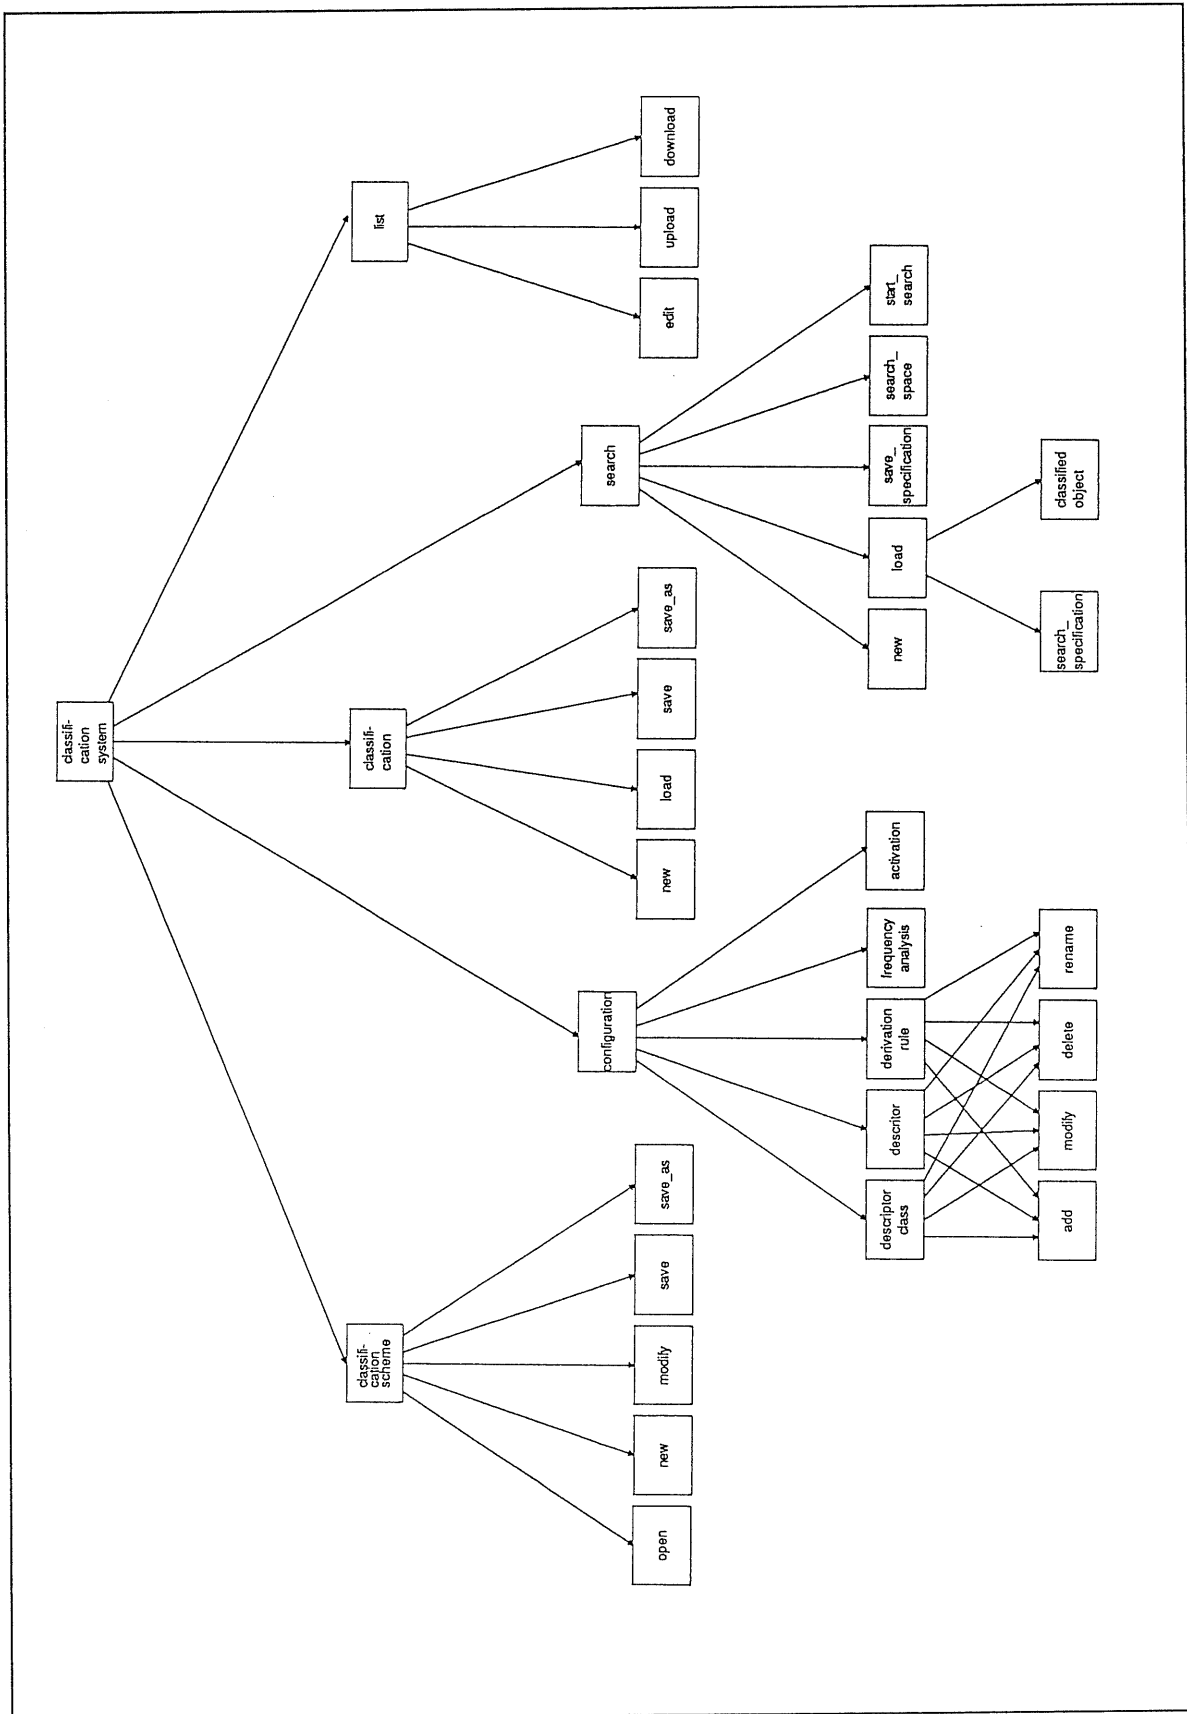 classifi-
cation
system
classifi-
cation
scheme
classifi-
cation
list
configuration
search
open
new
modify
save
save_as
new
load
save
save_as
edit
upload
download
descriptor
class
descritor
derivation
rule
frequency
analysis
activation
new
load
save_
specification
search_
space
start_
search
add
modify
delete
rename
search_
specification
classified
object